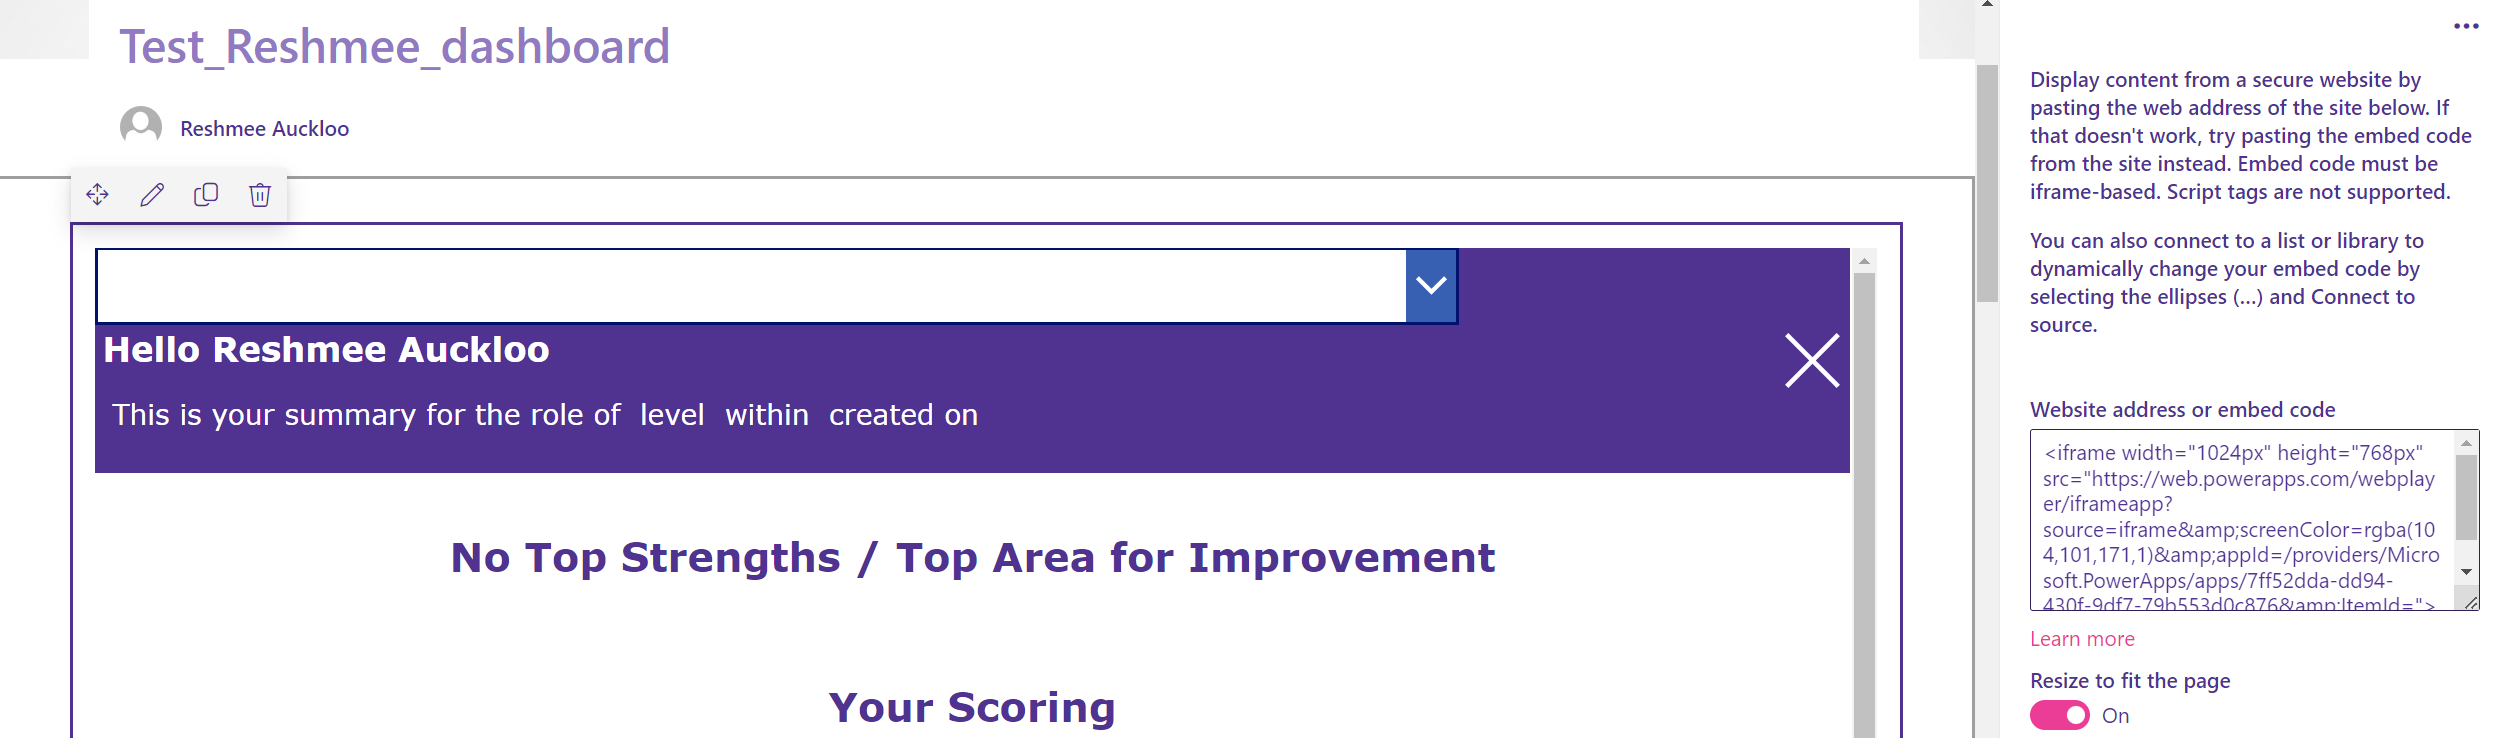 Test_Reshmee_dashboard
Reshmee Auckloo
Hello Reshmee Auckloo
This is your summary for the role of  level  within  created on
No Top Strengths / Top Area for Improvement
Your Scoring
Display content from a secure website by
pasting the web address of the site below. If
that doesn't work, try pasting the embed code
from the site instead. Embed code must be
iframe-based. Script tags are not supported.
You can also connect to a list or library to
dynamically change your embed code by
selecting the ellipses (...) and Connect to
source.
Website address or embed code
<iframe width="1024px" height="768px"
src="https://web.powerapps.com/webplay
er/iframeapp?
source=iframe&amp;screenColor=rgba(10
4,101,171,1)&amp;appId=/providers/Micro
soft.PowerApps/apps/7ff52dda-dd94-
430f-9df7-79b553d0c876&amp;ItemId=">
Learn more
Resize to fit the page
On